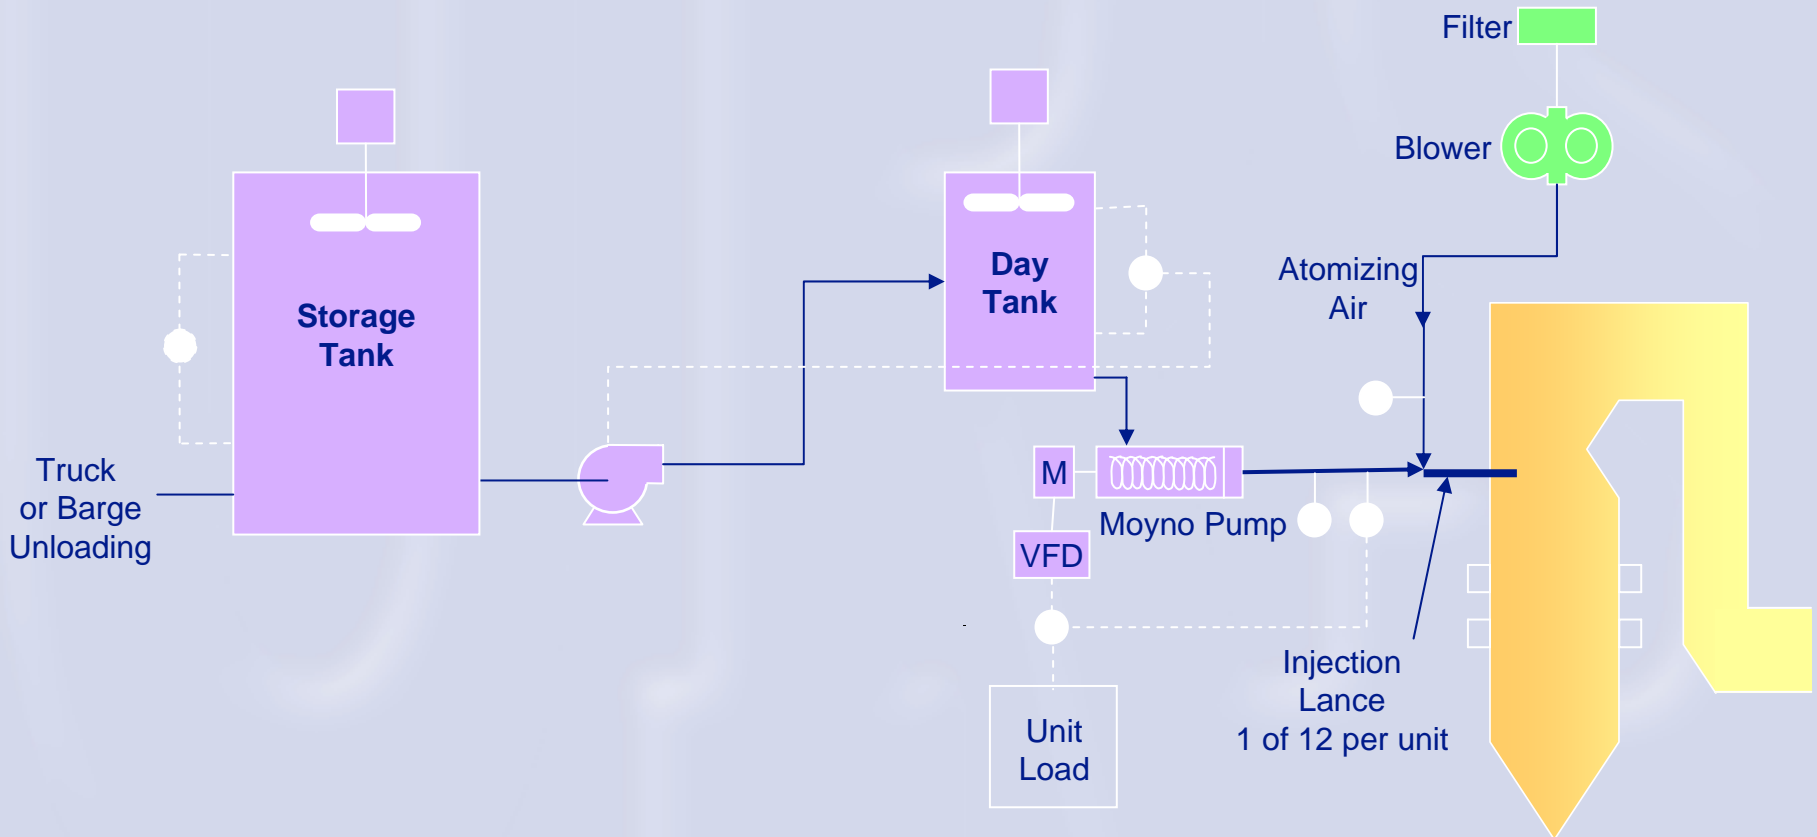 Filter
Blower
Storage
Tank
Day
Tank
Atomizing
Air
Truck
or Barge
Unloading
M
Moyno Pump
VFD
Injection
Lance
1 of 12 per unit
Unit
Load